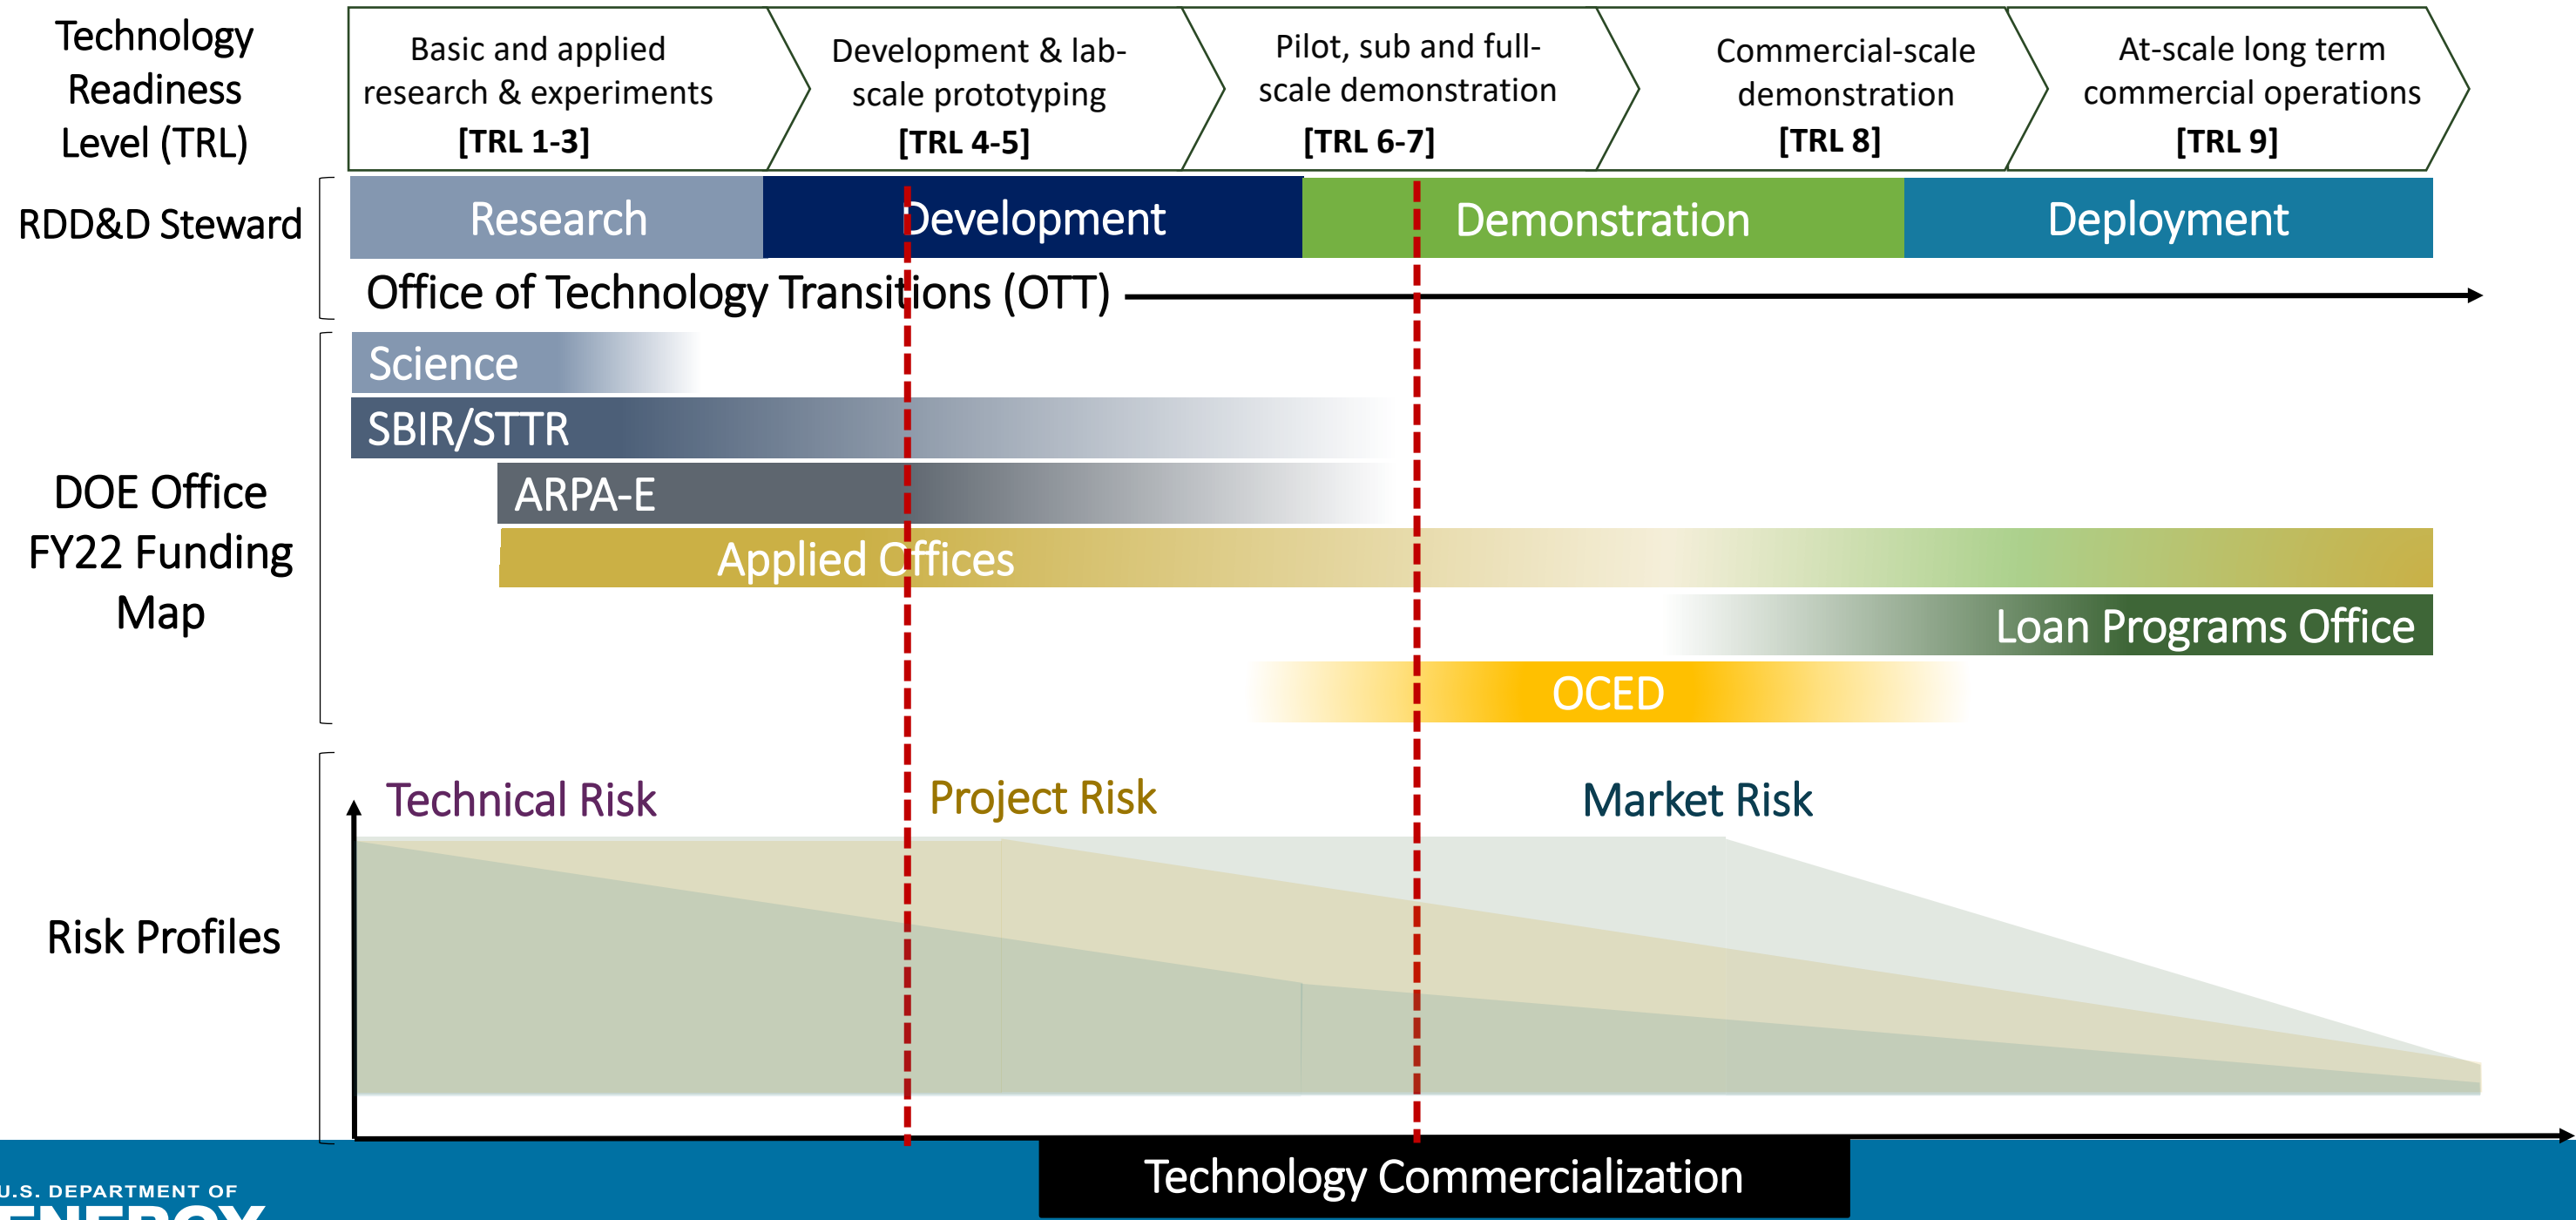 Technology
Readiness
Level (TRL)
Basic and applied
research & experiments
[TRL 1-3]
Development & lab-
scale prototyping
[TRL 4-5]
Pilot, sub and full-
scale demonstration
[TRL 6-7]
Commercial-scale
demonstration
[TRL 8]
At-scale long term
commercial operations
[TRL 9]
RDD&D Steward
Research
Development
Demonstration
Deployment
Office of Technology Transitions (OTT)
DOE Office
FY22 Funding
Map
Science
SBIR/STTR
ARPA-E
Applied Offices
Loan Programs Office
OCED
Risk Profiles
Technical Risk
Project Risk
Market Risk
Technology Commercialization
U.S. DEPARTMENT OF
ENERGY